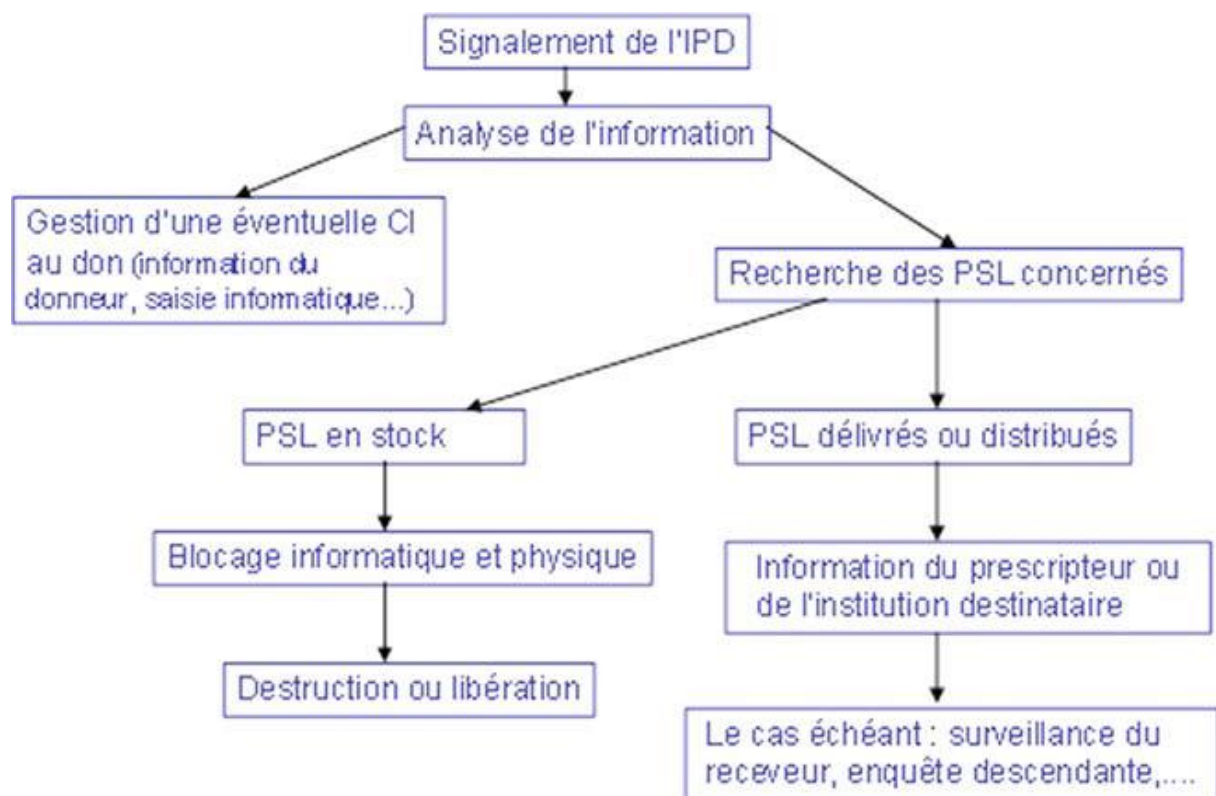 Signalement de l'IPD
Analyse de l'information
Gestion d'une éventuelle CI
au don (information du
donneur, saisie informatique...)
Recherche des PSL concernés
PSL en stock
PSL délivrés ou distribués
Blocage informatique et physique
Information du prescripteur ou
de l'institution destinataire
Destruction ou libération
Le cas échéant : surveillance du
receveur, enquête descendante,....